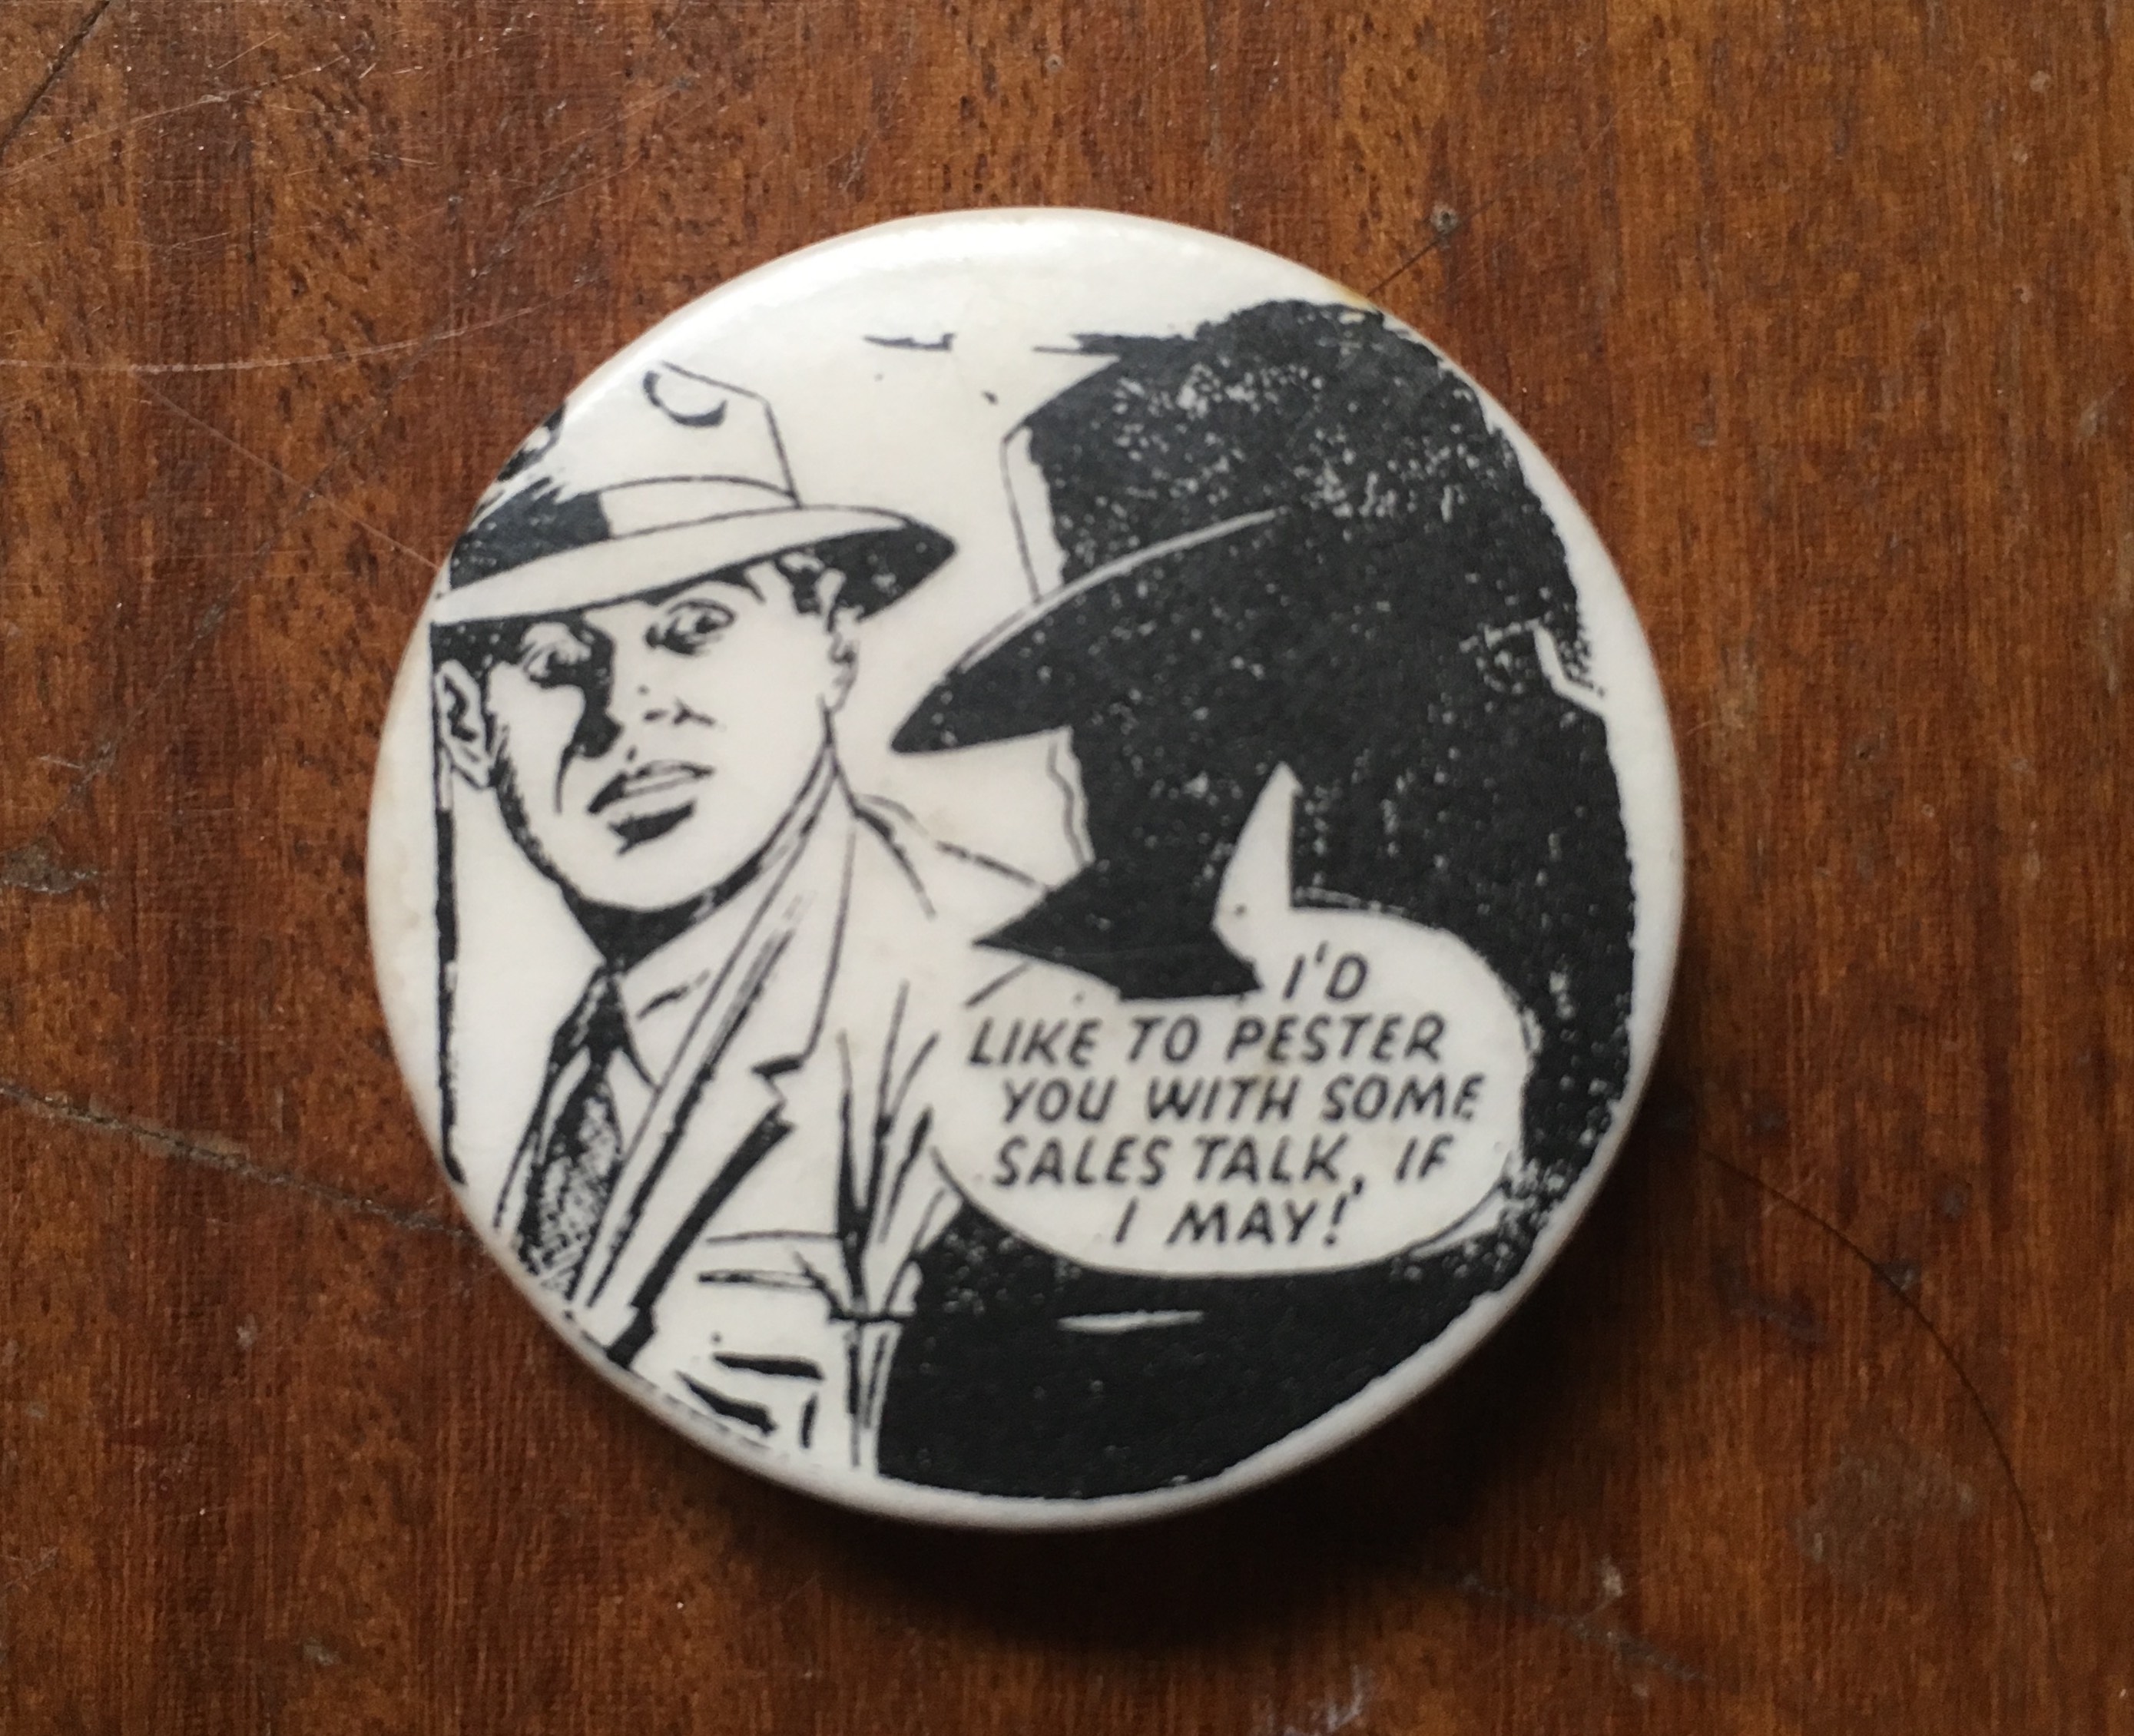 I'D
LIKE TO PESTER
YOU WITH SOME
SALES TALK, IF
I MAY!